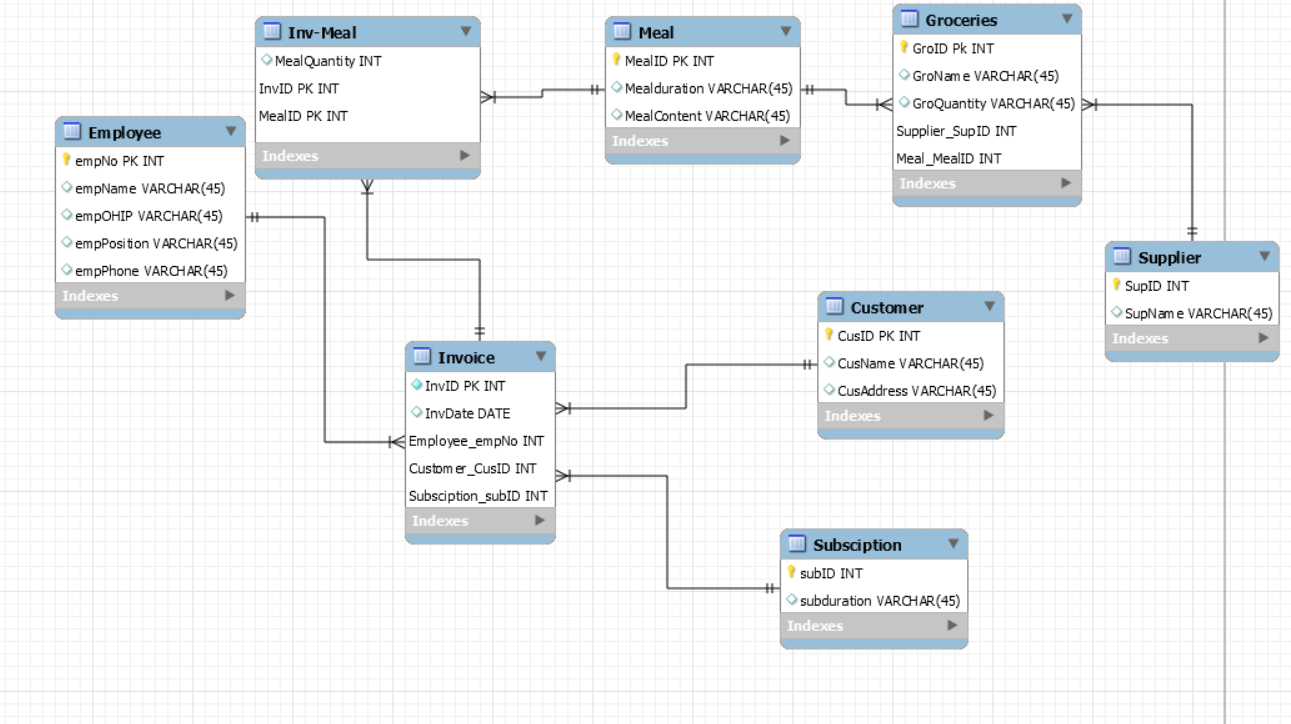 Inv-Meal
MealQuantity INT
InvID PK INT
MealID PK INT
Indexes
Meal
MealID PK INT
Mealduration VARCHAR(45)
MealContent VARCHAR(45)
Indexes
Groceries
GroID Pk INT
GroName VARCHAR(45)
GroQuantity VARCHAR(45)
Supplier_SupID INT
Meal_MealID INT
Indexes
Employee
empNo PK INT
empName VARCHAR(45)
empOHIP VARCHAR(45)
empPosition VARCHAR(45)
empPhone VARCHAR(45)
Indexes
Supplier
SupID INT
SupName VARCHAR(45)
Indexes
Customer
CusID PK INT
CusName VARCHAR(45)
CusAddress VARCHAR(45)
Indexes
Invoice
InvID PK INT
InvDate DATE
Employee_empNo INT
Customer_CusID INT
Subsciption_subID INT
Indexes
Subsciption
subID INT
subduration VARCHAR(45)
Indexes